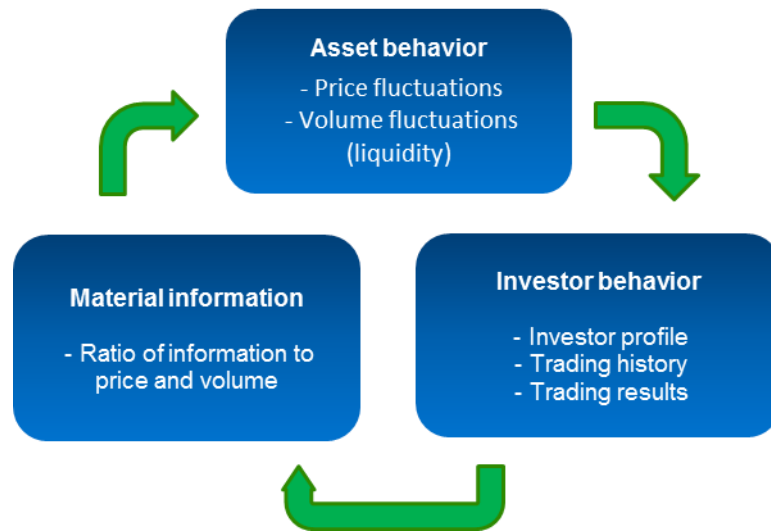 Asset behavior
- Price fluctuations
- Volume fluctuations
(liquidity)
Material information
- Ratio of information to
price and volume
Investor behavior
- Investor profile
- Trading history
- Trading results